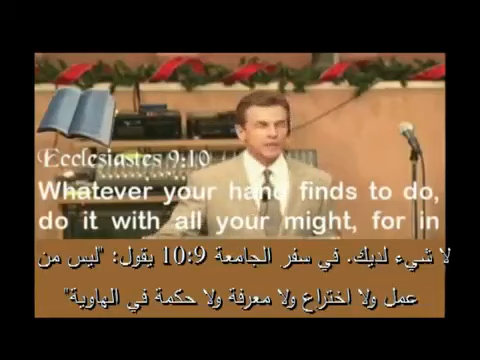 Ecclesiastes 9:10
Whatever your hand finds to do,
do it with all your might, for in
لا شيء لديك. في سفر الجامعة 10:9 يقول: "ليس من
عمل ولا اختراع ولا معرفة ولا حكمة في الهاوية"